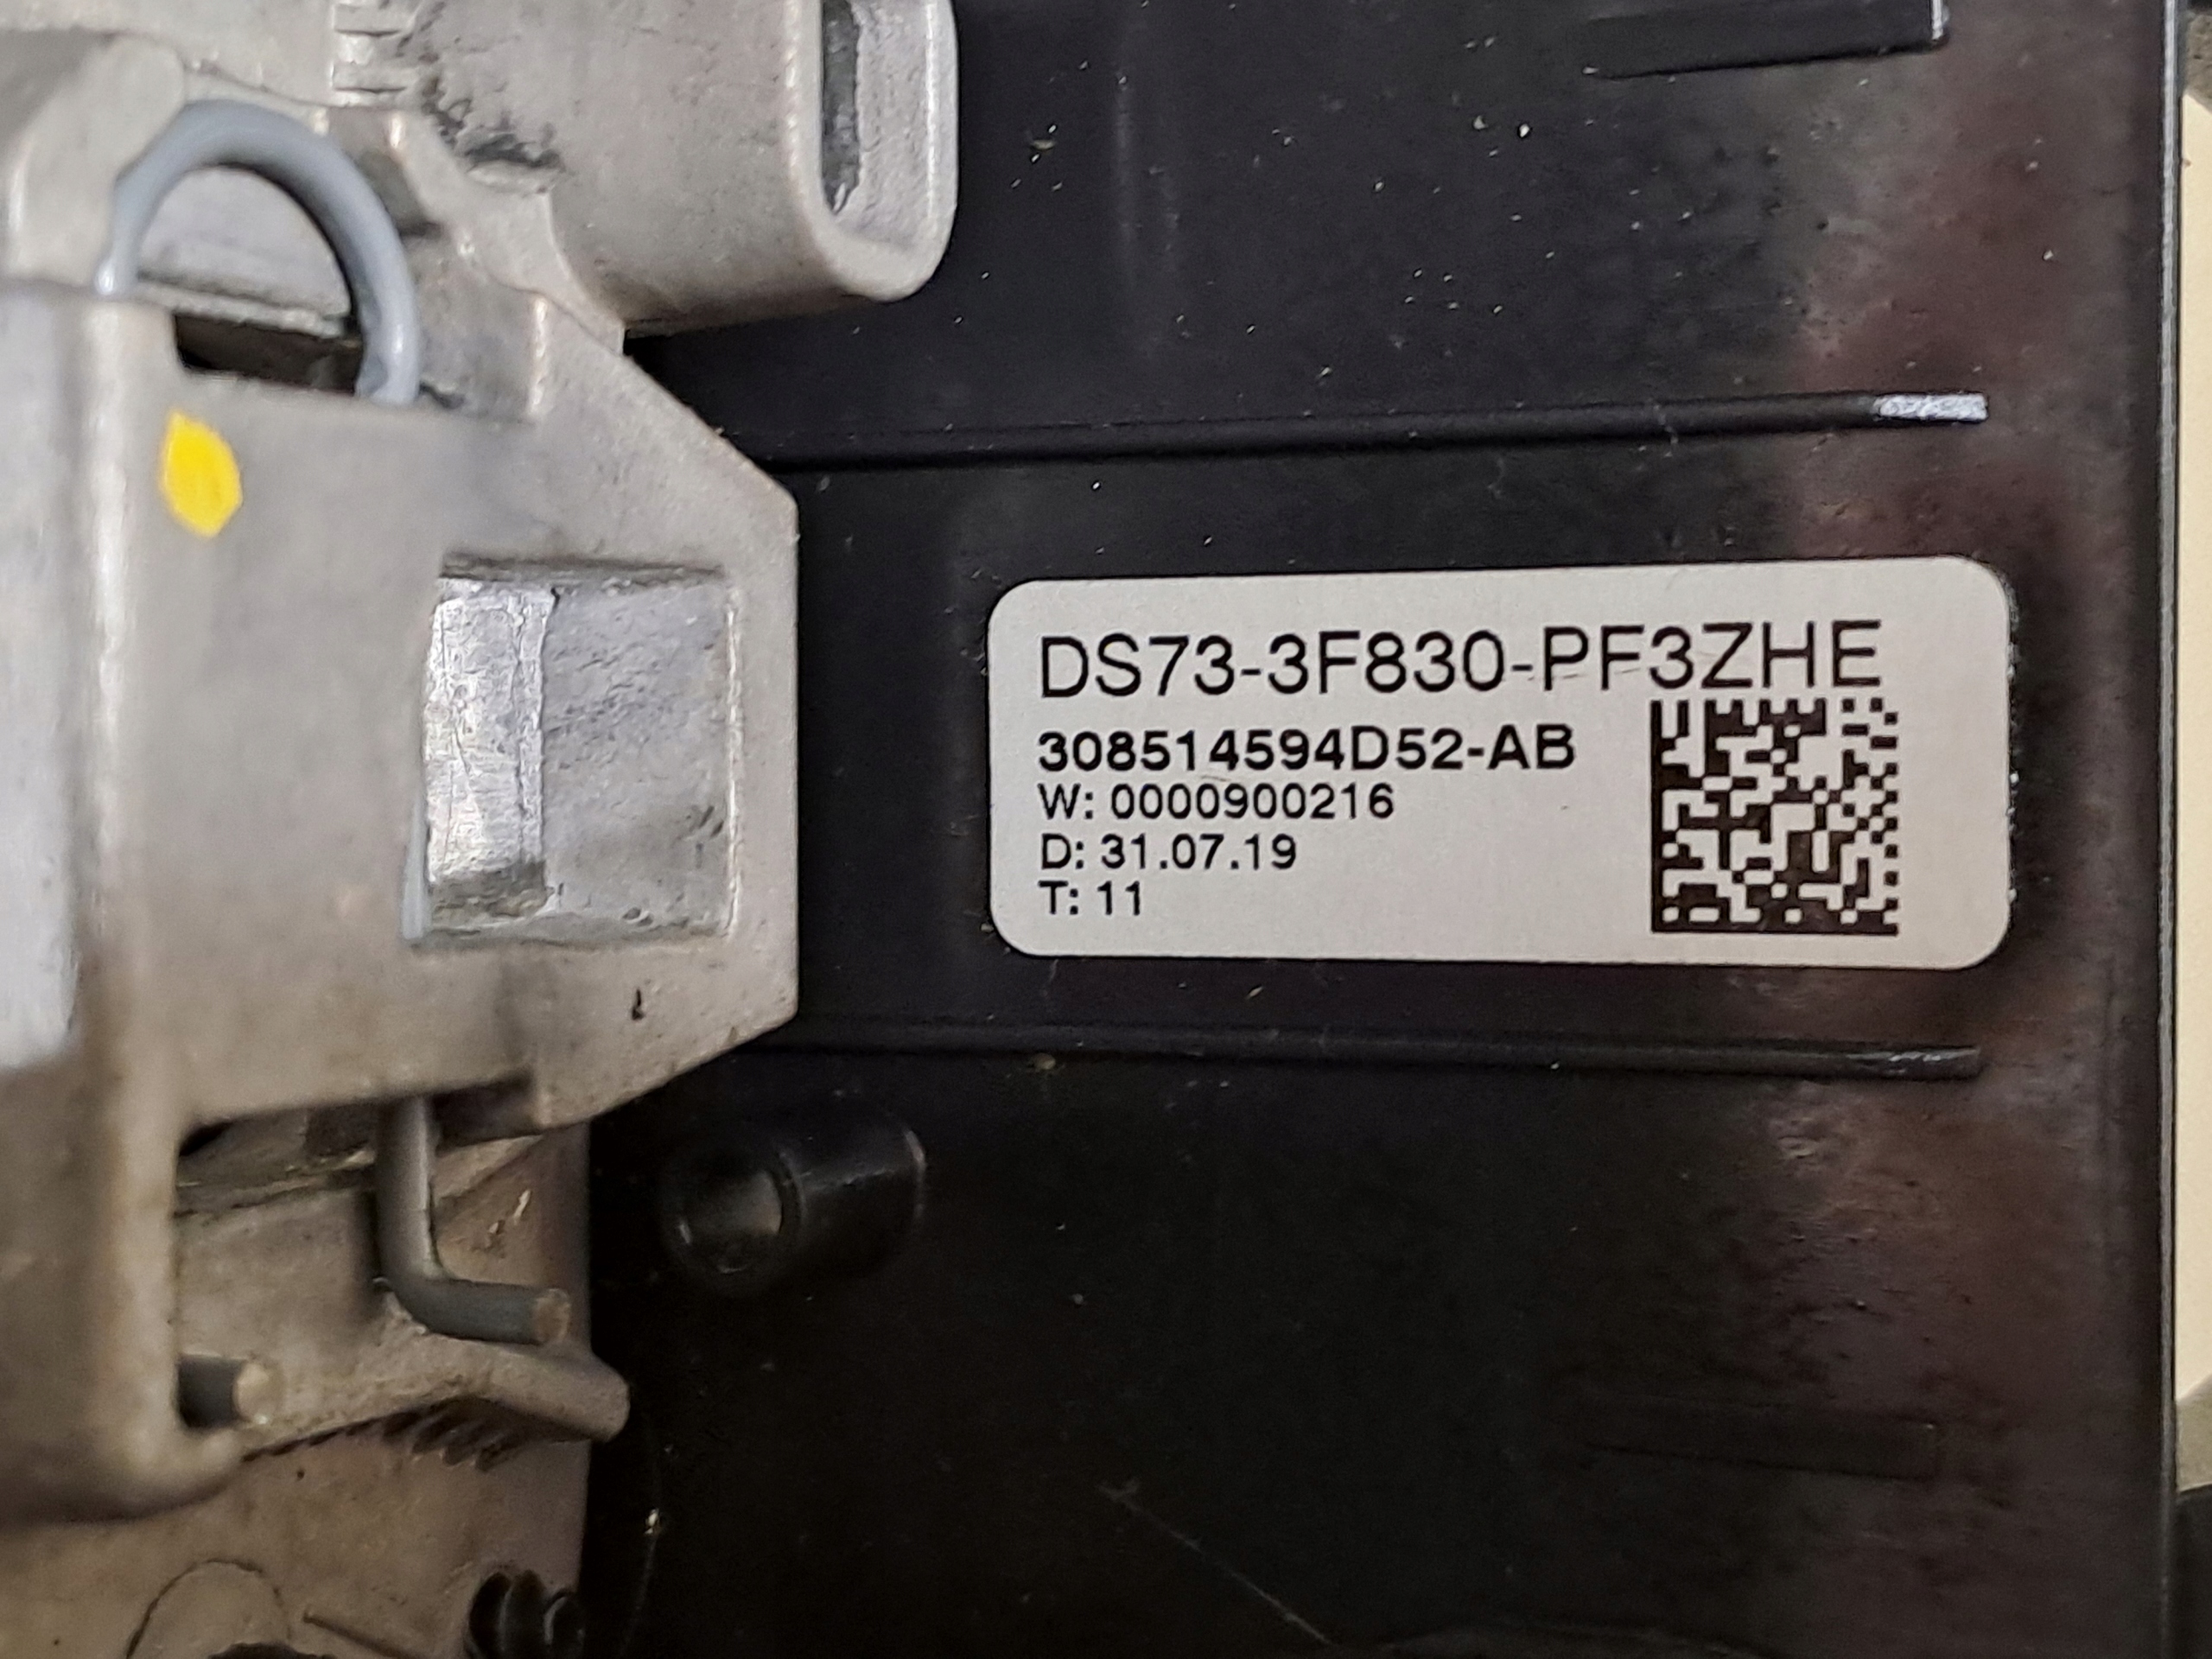 DS73-3F830-PF3ZHE
308514594D52-AB
W: 0000900216
D: 31.07.19
T: 11